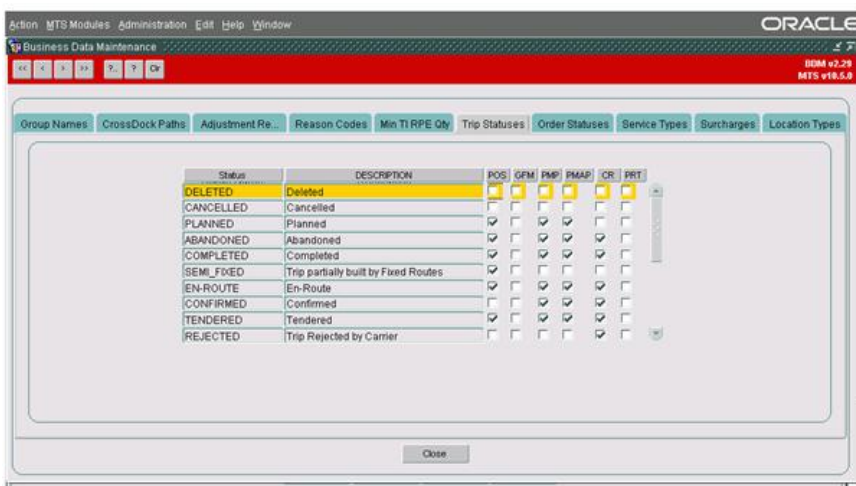 Action MTS Modules Administration Edit Help Window
ORACLE
Business Data Maintenance
<< < > >> ?.. ? Clr
BDM v2.29
MTS v10.5.0
Group Names CrossDock Paths Adjustment Re... Reason Codes Min TI RPE Qty Trip Statuses Order Statuses Service Types Surcharges Location Types
Status DESCRIPTION POS GFM PMP PMAP CR PRT
DELETED Deleted
CANCELLED Cancelled
PLANNED Planned
ABANDONED Abandoned
COMPLETED Completed
SEMI_FIXED Trip partially built by Fixed Routes
EN-ROUTE En-Route
CONFIRMED Confirmed
TENDERED Tendered
REJECTED Trip Rejected by Carrier
Close